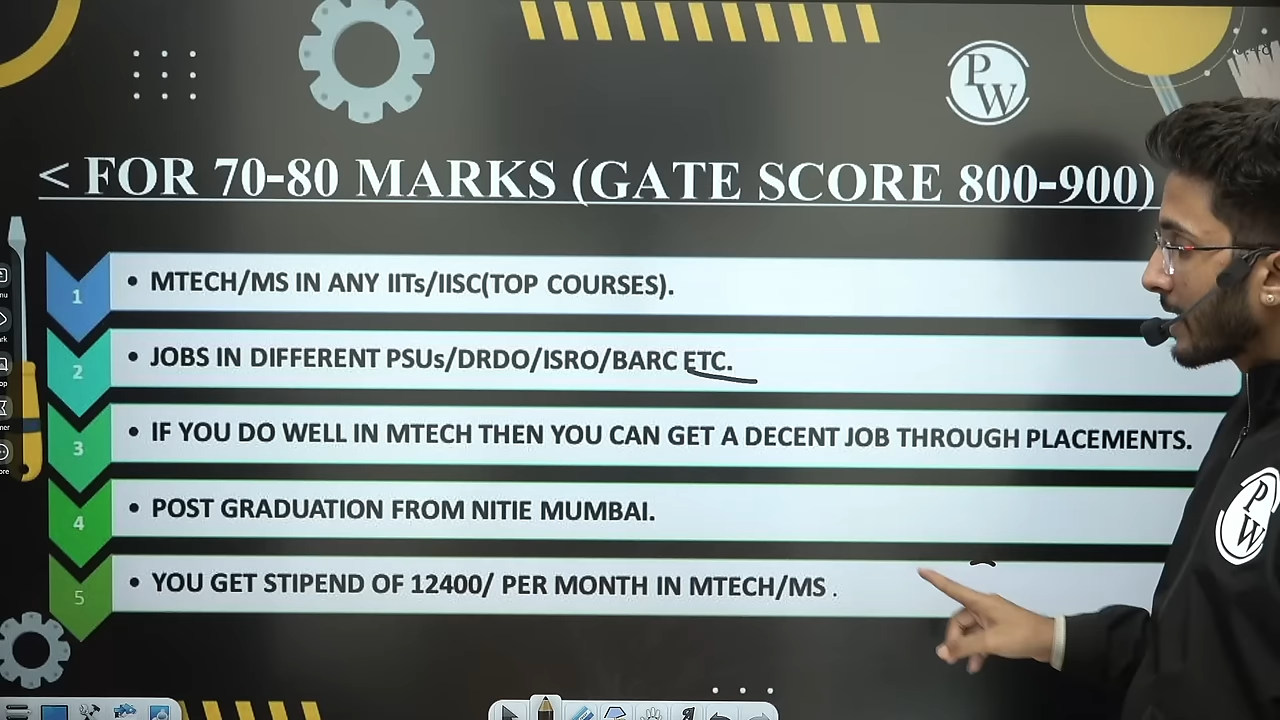 PW
< FOR 70-80 MARKS (GATE SCORE 800-900)
1
• MTECH/MS IN ANY IITs/IISC(TOP COURSES).
2
• JOBS IN DIFFERENT PSUs/DRDO/ISRO/BARC ETC.
3
• IF YOU DO WELL IN MTECH THEN YOU CAN GET A DECENT JOB THROUGH PLACEMENTS.
4
• POST GRADUATION FROM NITIE MUMBAI.
5
• YOU GET STIPEND OF 12400/ PER MONTH IN MTECH/MS .
PW